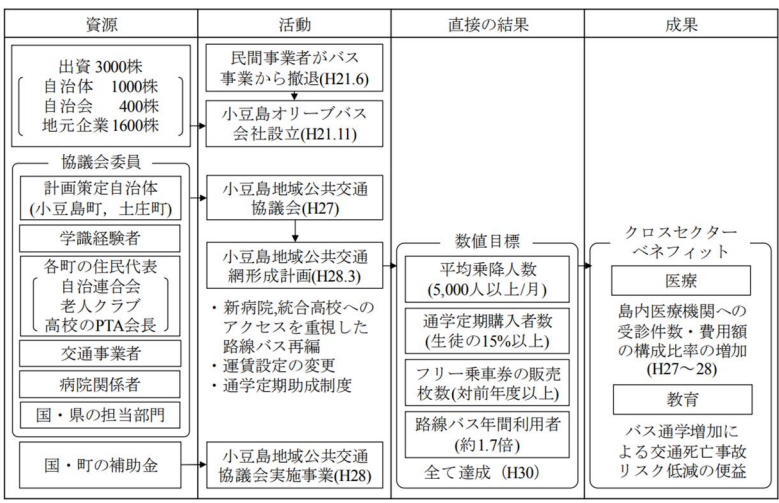 資源
出資 3000株
自治体 1000株
自治会 400株
地元企業 1600株
協議会委員
計画策定自治体
(小豆島町，土庄町)
学識経験者
各町の住民代表
自治連合会
老人クラブ
高校のPTA会長
交通事業者
病院関係者
国・県の担当部門
国・町の補助金
活動
民間事業者がバス
事業から撤退(H21.6)
小豆島オリーブバス
会社設立(H21.11)
小豆島地域公共交通
協議会(H27)
小豆島地域公共交通
網形成計画(H28.3)
・新病院,統合高校への
アクセスを重視した
路線バス再編
・運賃設定の変更
・通学定期助成制度
小豆島地域公共交通
協議会実施事業(H28)
直接の結果
数値目標
平均乗降人数
(5,000人以上/月)
通学定期購入者数
(生徒の15%以上)
フリー乗車券の販売
枚数(対前年度以上)
路線バス年間利用者
(約1.7倍)
全て達成（H30）
成果
クロスセクター
ベネフィット
医療
島内医療機関への
受診件数・費用額
の構成比率の増加
(H27～28)
教育
バス通学増加に
よる交通死亡事故
リスク低減の便益